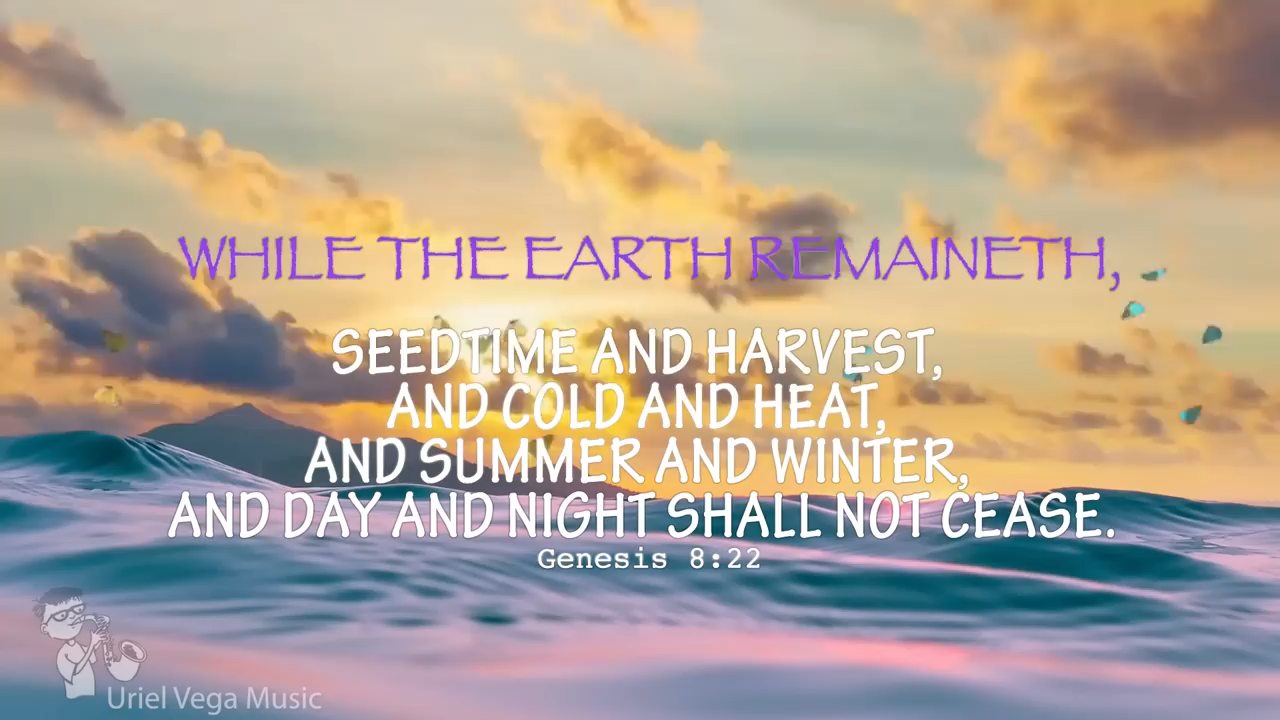 WHILE THE EARTH REMAINETH,
SEEDTIME AND HARVEST,
AND COLD AND HEAT,
AND SUMMER AND WINTER,
AND DAY AND NIGHT SHALL NOT CEASE.
Genesis 8:22
Uriel Vega Music